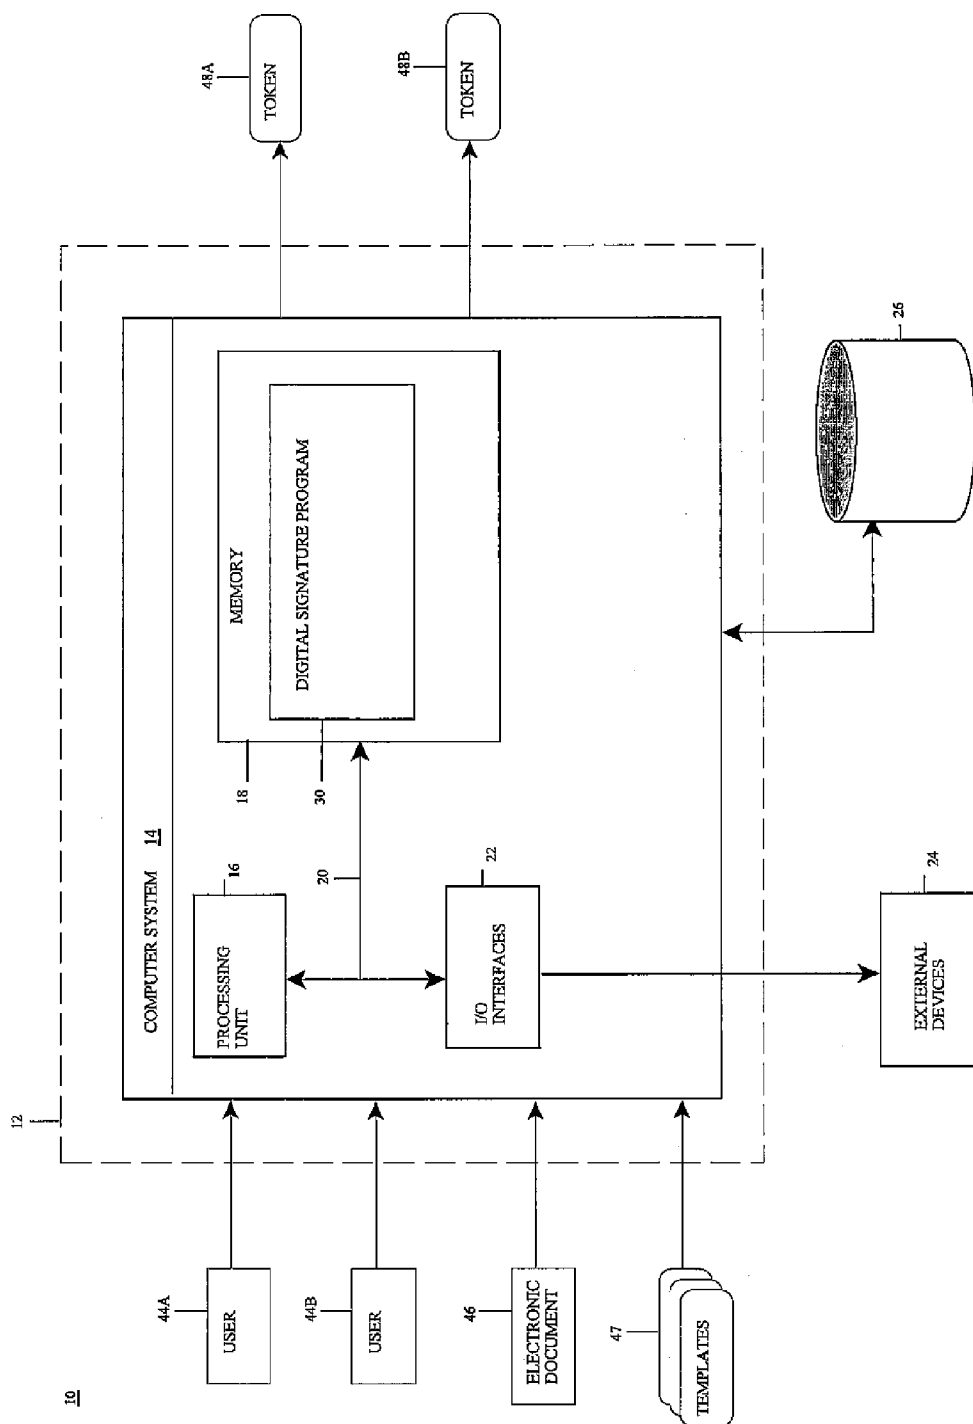 10
12
COMPUTER SYSTEM 14
PROCESSING
UNIT
16
20
I/O
INTERFACES
22
MEMORY
18
DIGITAL SIGNATURE PROGRAM
30
44A
USER
44B
USER
46
ELECTRONIC
DOCUMENT
47
TEMPLATES
48A
TOKEN
48B
TOKEN
24
EXTERNAL
DEVICES
26